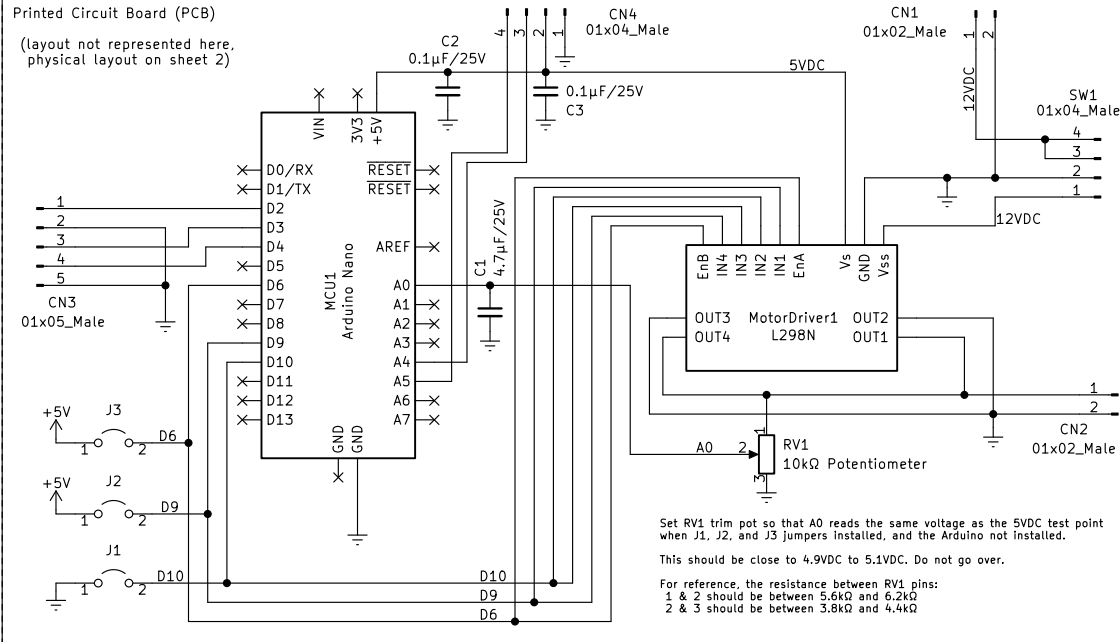 Printed Circuit Board (PCB)
(layout not represented here,
physical layout on sheet 2)
CN4
01x04_Male
4
3
2
1
CN1
01x02_Male
1
2
C2
0.1µF/25V
0.1µF/25V
C3
5VDC
12VDC
SW1
01x04_Male
4
3
2
1
12VDC
VIN
3V3
+5V
D0/RX
D1/TX
D2
D3
D4
D5
D6
D7
D8
D9
D10
D11
D12
D13
RESET
RESET
AREF
A0
A1
A2
A3
A4
A5
A6
A7
GND
GND
MCU1
Arduino Nano
C1
4.7µF/25V
1
2
3
4
5
CN3
01x05_Male
EnB
IN4
IN3
IN2
IN1
EnA
Vs
GND
Vss
OUT3
OUT4
MotorDriver1
L298N
OUT2
OUT1
1
2
CN2
01x02_Male
A0
1
2
3
RV1
10kΩ Potentiometer
+5V
J3
1
2
D6
+5V
J2
1
2
D9
J1
1
2
D10
D10
D9
D6
Set RV1 trim pot so that A0 reads the same voltage as the 5VDC test point
when J1, J2, and J3 jumpers installed, and the Arduino not installed.
This should be close to 4.9VDC to 5.1VDC. Do not go over.
For reference, the resistance between RV1 pins:
1 & 2 should be between 5.6kΩ and 6.2kΩ
2 & 3 should be between 3.8kΩ and 4.4kΩ